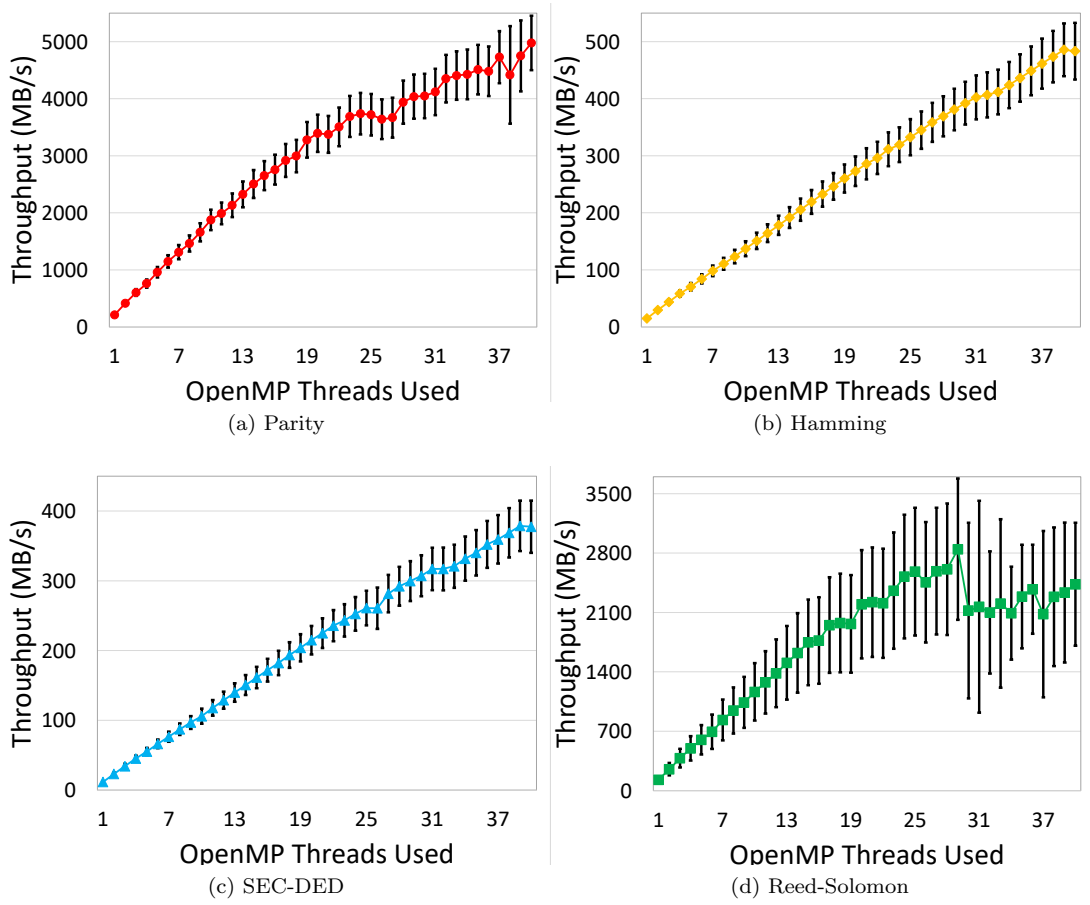 Throughput (MB/s)
5000
4000
3000
2000
1000
0
1 7 13 19 25 31 37
OpenMP Threads Used
(a) Parity
Throughput (MB/s)
500
400
300
200
100
0
1 7 13 19 25 31 37
OpenMP Threads Used
(b) Hamming
Throughput (MB/s)
400
300
200
100
0
1 7 13 19 25 31 37
OpenMP Threads Used
(c) SEC-DED
Throughput (MB/s)
3500
2800
2100
1400
700
0
1 7 13 19 25 31 37
OpenMP Threads Used
(d) Reed-Solomon